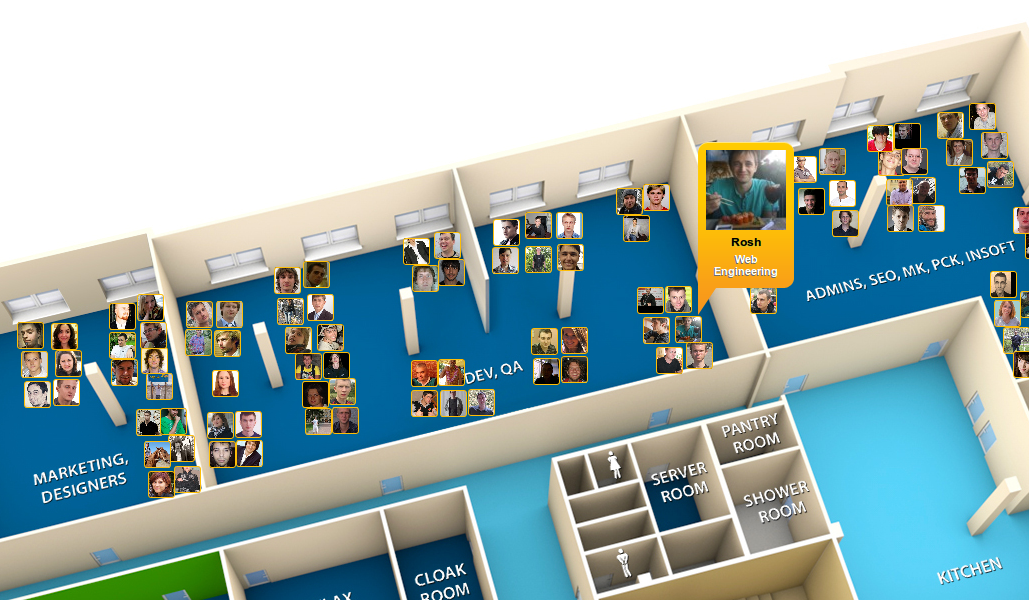 Rosh
Web
Engineering
ADMINS, SEO, MK, PCK, INSOFT
DEV, QA
MARKETING,
DESIGNERS
PANTRY
ROOM
SERVER
ROOM
SHOWER
ROOM
KITCHEN
CLOAK
ROOM